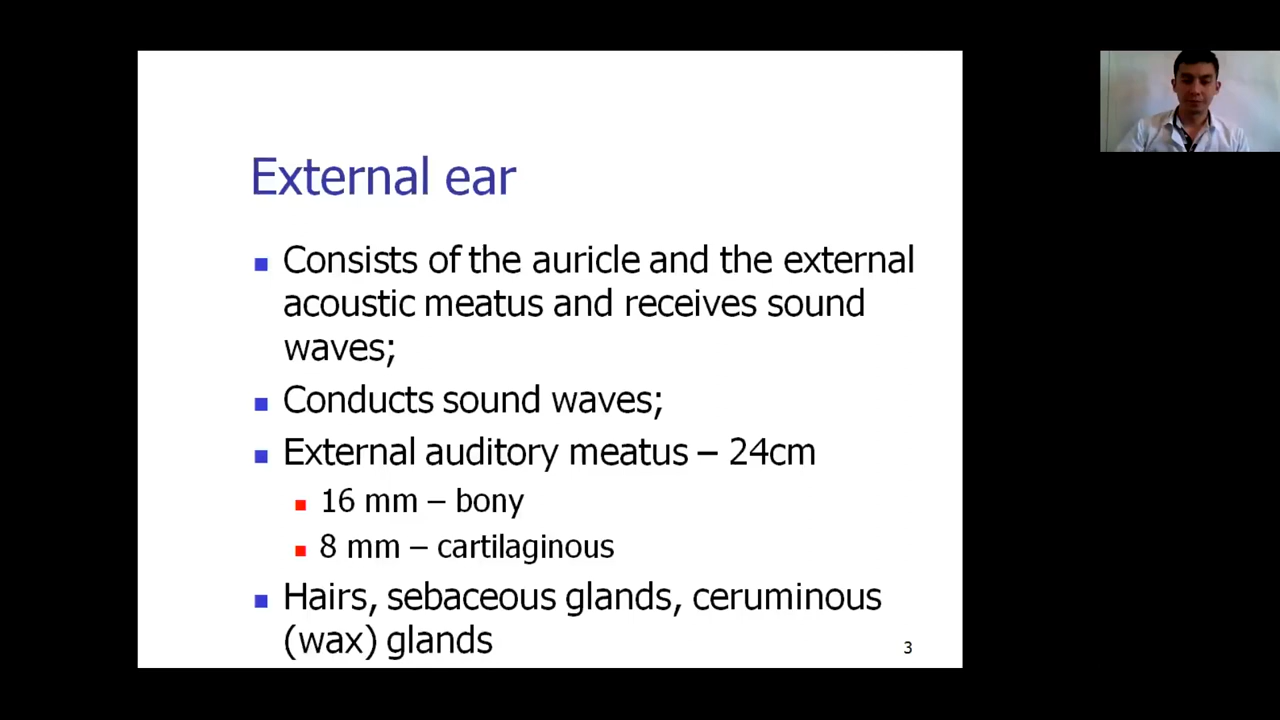 External ear
Consists of the auricle and the external
acoustic meatus and receives sound
waves;
Conducts sound waves;
External auditory meatus – 24cm
16 mm – bony
8 mm – cartilaginous
Hairs, sebaceous glands, ceruminous
(wax) glands
3